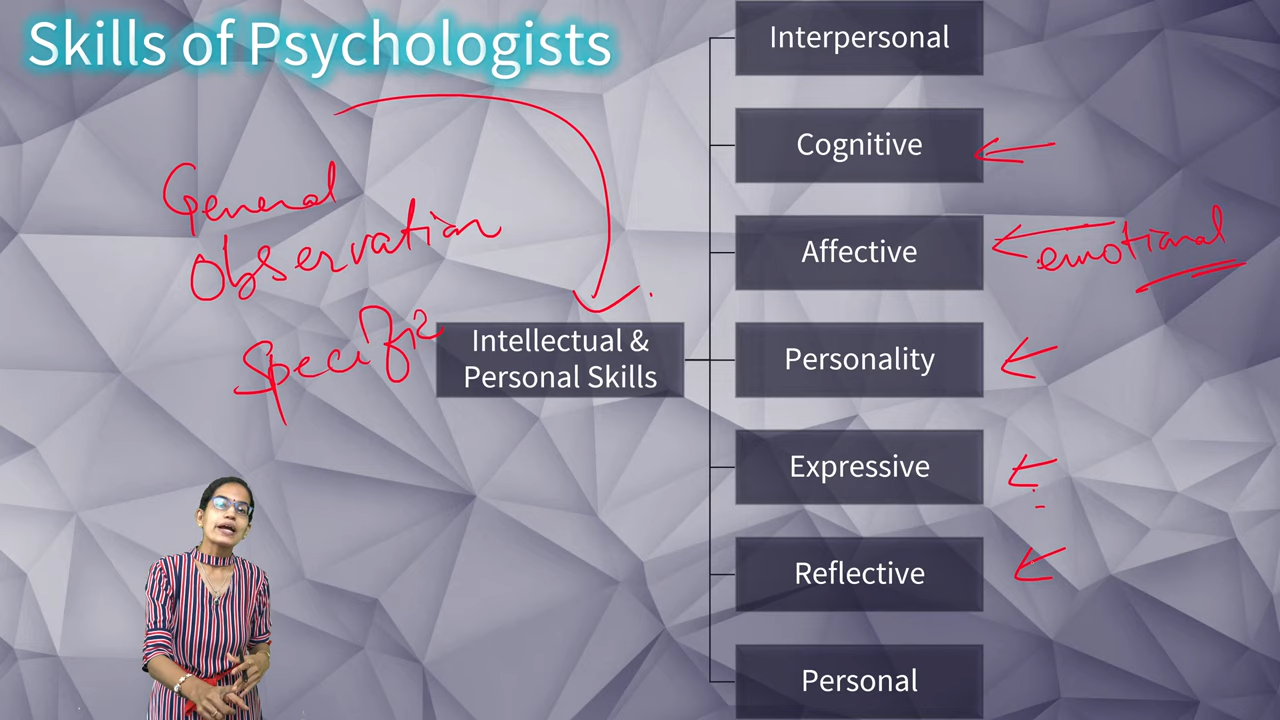 Skills of Psychologists
General
Observation
Specific
Intellectual &
Personal Skills
Interpersonal
Cognitive
Affective
emotional
Personality
Expressive
Reflective
Personal